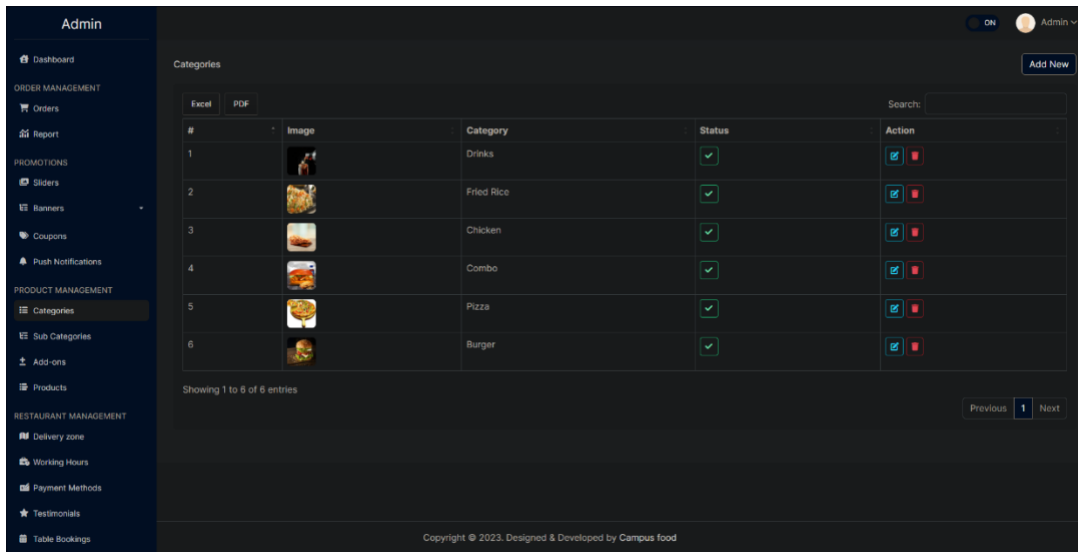 Admin
Dashboard
ORDER MANAGEMENT
Orders
Report
PROMOTIONS
Sliders
Banners
Coupons
Push Notifications
PRODUCT MANAGEMENT
Categories
Sub Categories
Add-ons
Products
RESTAURANT MANAGEMENT
Delivery zone
Working Hours
Payment Methods
Testimonials
Table Bookings
ON Admin
Categories Add New
Excel PDF Search:
# Image Category Status Action
1 Drinks
2 Fried Rice
3 Chicken
4 Combo
5 Pizza
6 Burger
Showing 1 to 6 of 6 entries
Previous 1 Next
Copyright © 2023. Designed & Developed by Campus food